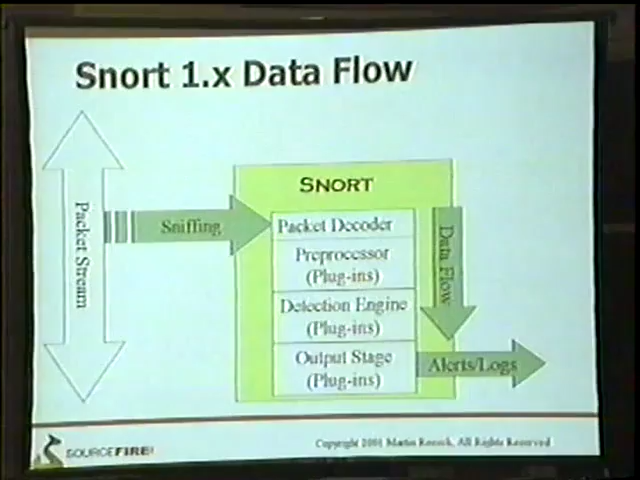 Snort 1.x Data Flow
Packet Stream
Sniffing
SNORT
Packet Decoder
Preprocessor
(Plug-ins)
Detection Engine
(Plug-ins)
Output Stage
(Plug-ins)
Data Flow
Alerts/Logs
SOURCEFIRE
Copyright 2001 Martin Roesch, All Rights Reserved